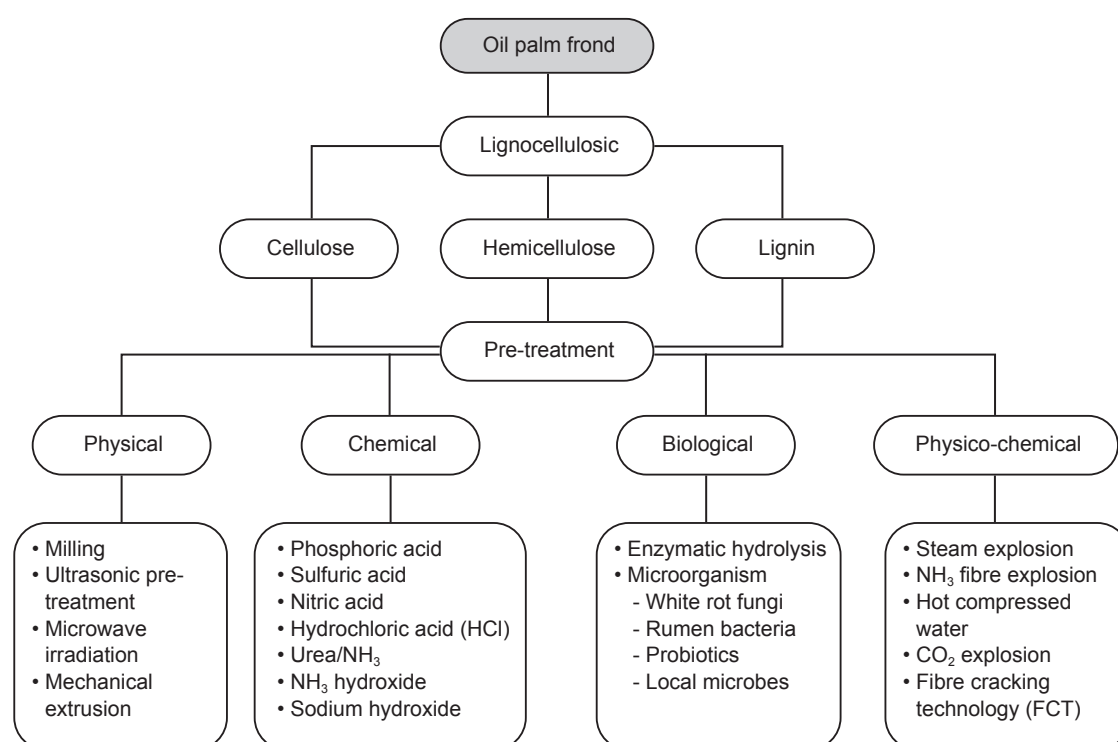 Oil palm frond
Lignocellulosic
Cellulose
Hemicellulose
Lignin
Pre-treatment
Physical
Chemical
Biological
Physico-chemical
• Milling
• Ultrasonic pre-
treatment
• Microwave
irradiation
• Mechanical
extrusion
• Phosphoric acid
• Sulfuric acid
• Nitric acid
• Hydrochloric acid (HCl)
• Urea/NH₃
• NH₃ hydroxide
• Sodium hydroxide
• Enzymatic hydrolysis
• Microorganism
- White rot fungi
- Rumen bacteria
- Probiotics
- Local microbes
• Steam explosion
• NH₃ fibre explosion
• Hot compressed
water
• CO₂ explosion
• Fibre cracking
technology (FCT)